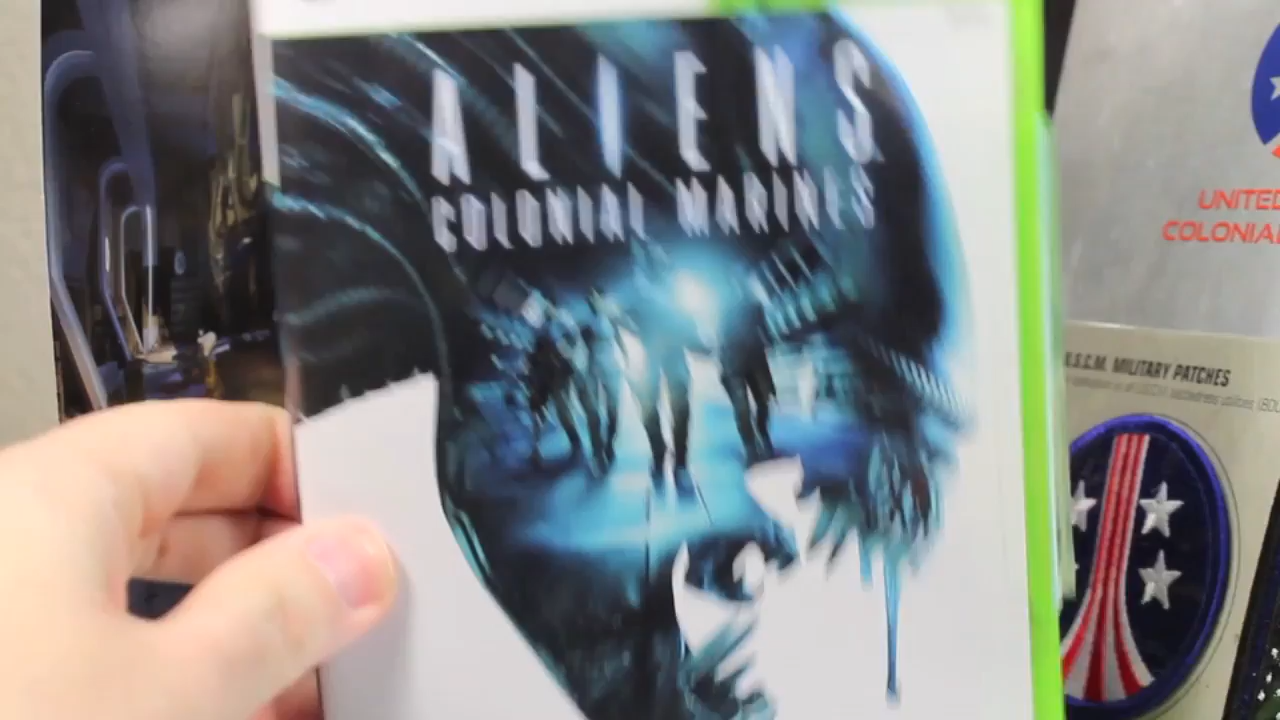 ALIENS
COLONIAL MARINES
UNITED
COLONIAL
U.S.C.M. MILITARY PATCHES